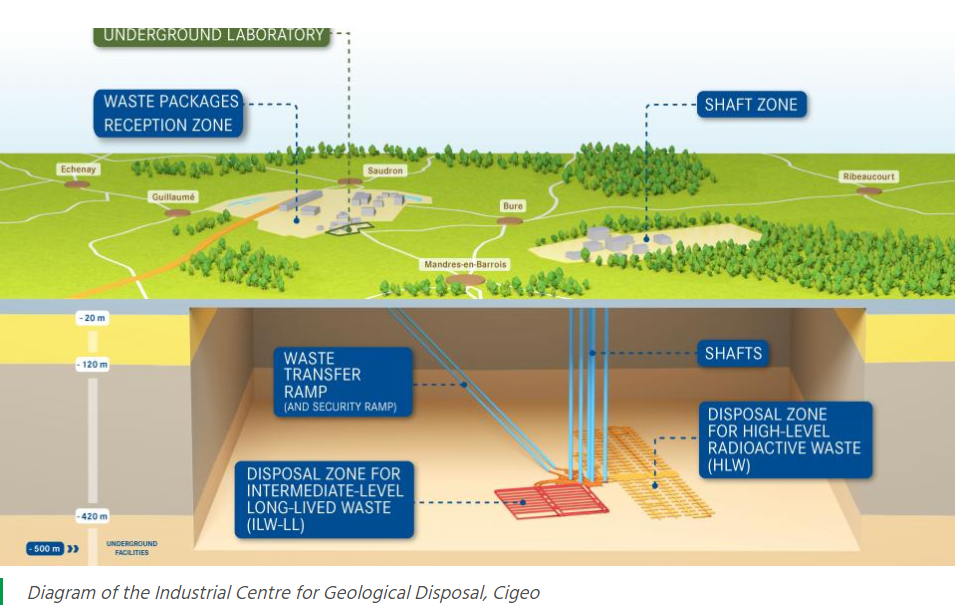 UNDERGROUND LABORATORY
WASTE PACKAGES
RECEPTION ZONE
SHAFT ZONE
Echenay
Saudron
Ribeaucourt
Guillaumé
Bure
Mandres-en-Barrois
- 20 m
- 120 m
WASTE
TRANSFER
RAMP
(AND SECURITY RAMP)
SHAFTS
DISPOSAL ZONE
FOR HIGH-LEVEL
RADIOACTIVE WASTE
(HLW)
DISPOSAL ZONE FOR
INTERMEDIATE-LEVEL
LONG-LIVED WASTE
(ILW-LL)
- 420 m
- 500 m
UNDERGROUND
FACILITIES
Diagram of the Industrial Centre for Geological Disposal, Cigeo